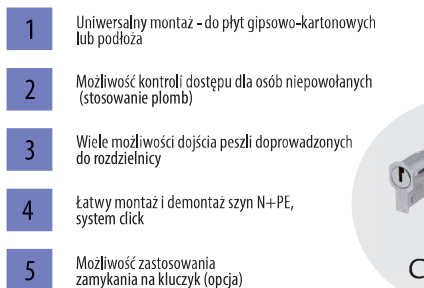 1
Uniwersalny montaż - do płyt gipsowo-kartonowych
lub podłoża
2
Możliwość kontroli dostępu dla osób niepowołanych
(stosowanie plomb)
3
Wiele możliwości dojścia peszli doprowadzonych
do rozdzielnicy
4
Łatwy montaż i demontaż szyn N+PE,
system click
5
Możliwość zastosowania
zamykania na kluczyk (opcja)
C